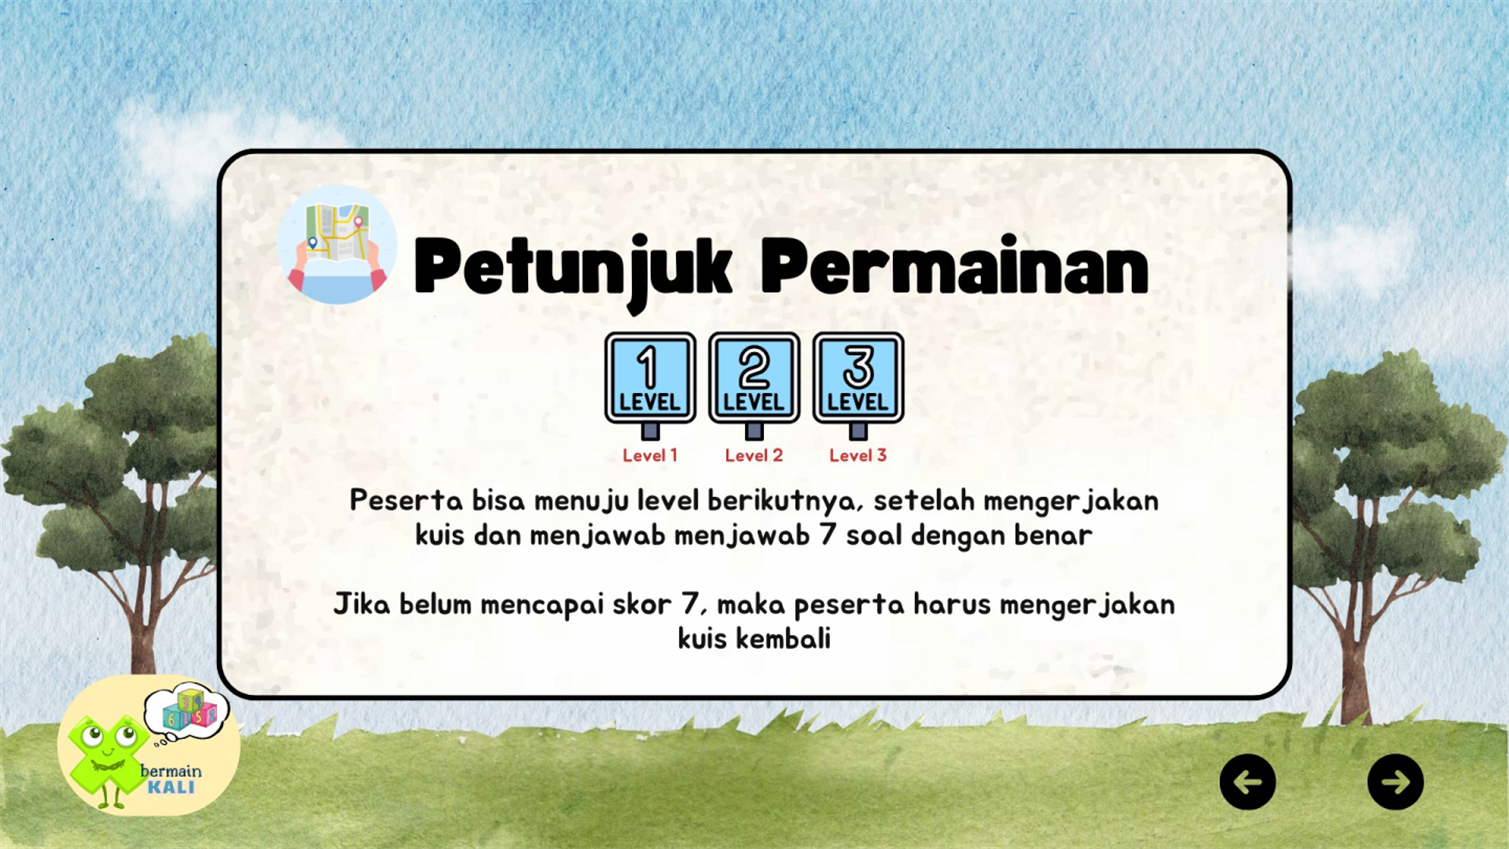 Petunjuk Permainan
1 2 3
LEVEL LEVEL LEVEL
Level 1 Level 2 Level 3
Peserta bisa menuju level berikutnya, setelah mengerjakan
kuis dan menjawab menjawab 7 soal dengan benar
Jika belum mencapai skor 7, maka peserta harus mengerjakan
kuis kembali
bermain
KALI